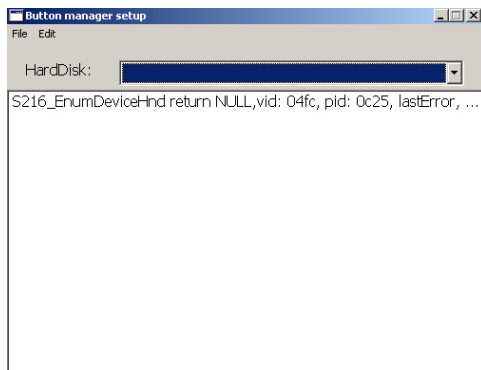 Button manager setup
File Edit
HardDisk:
S216_EnumDeviceHnd return NULL,vid: 04fc, pid: 0c25, lastError, ...